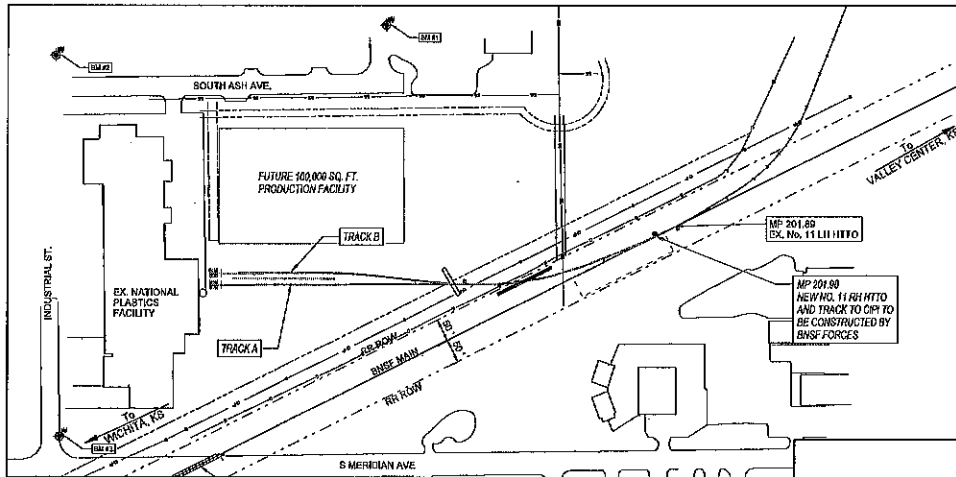 BM #1
BM #2
SOUTH ASH AVE.
FUTURE 100,000 SQ. FT.
PRODUCTION FACILITY
TRACK B
TRACK A
INDUSTRIAL ST.
EX. NATIONAL
PLASTICS
FACILITY
To
VALLEY CENTER, KS
MP 201.89
EX. No. 11 LH HTTO
MP 201.90
NEW NO. 11 RH HTTO
AND TRACK TO CIPI TO
BE CONSTRUCTED BY
BNSF FORCES
RR ROW
BNSF MAIN
50
50
RR ROW
To
WICHITA, KS
BM #3
S MERIDIAN AVE